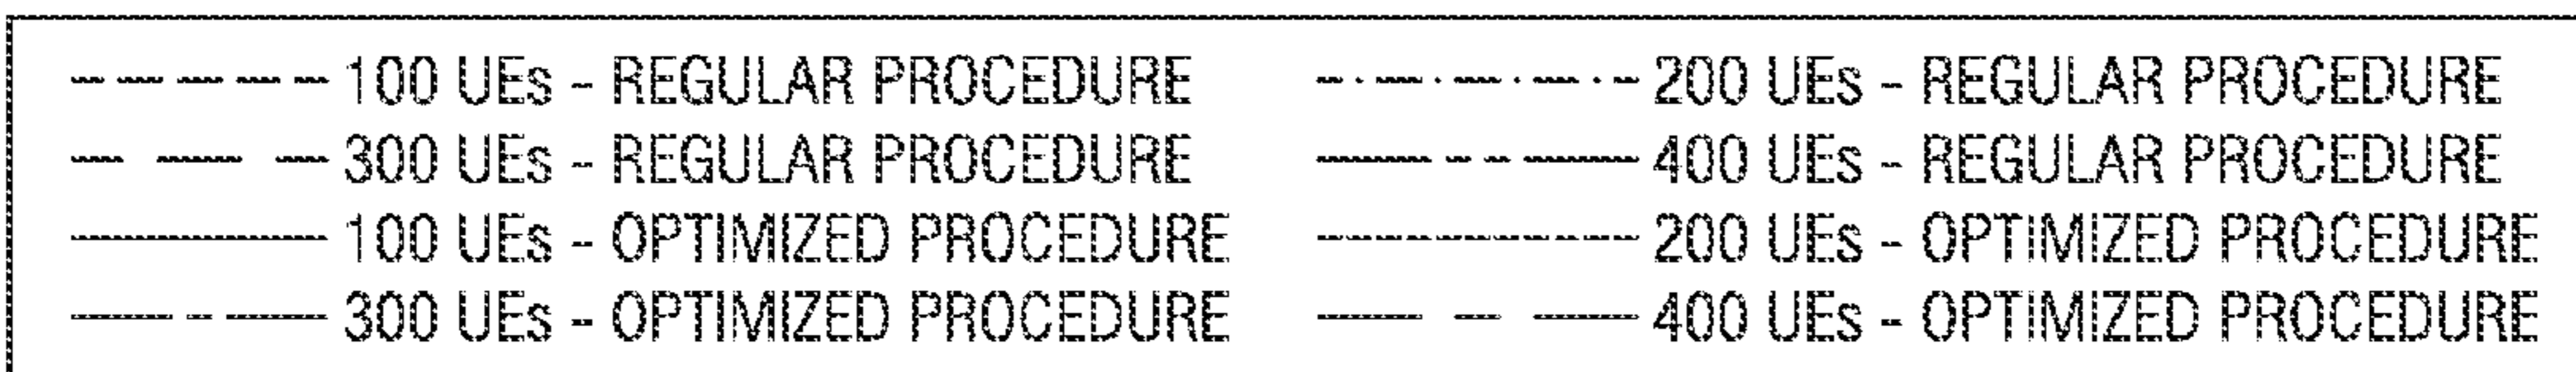 100 UEs - REGULAR PROCEDURE 200 UEs - REGULAR PROCEDURE
300 UEs - REGULAR PROCEDURE 400 UEs - REGULAR PROCEDURE
100 UEs - OPTIMIZED PROCEDURE 200 UEs - OPTIMIZED PROCEDURE
300 UEs - OPTIMIZED PROCEDURE 400 UEs - OPTIMIZED PROCEDURE